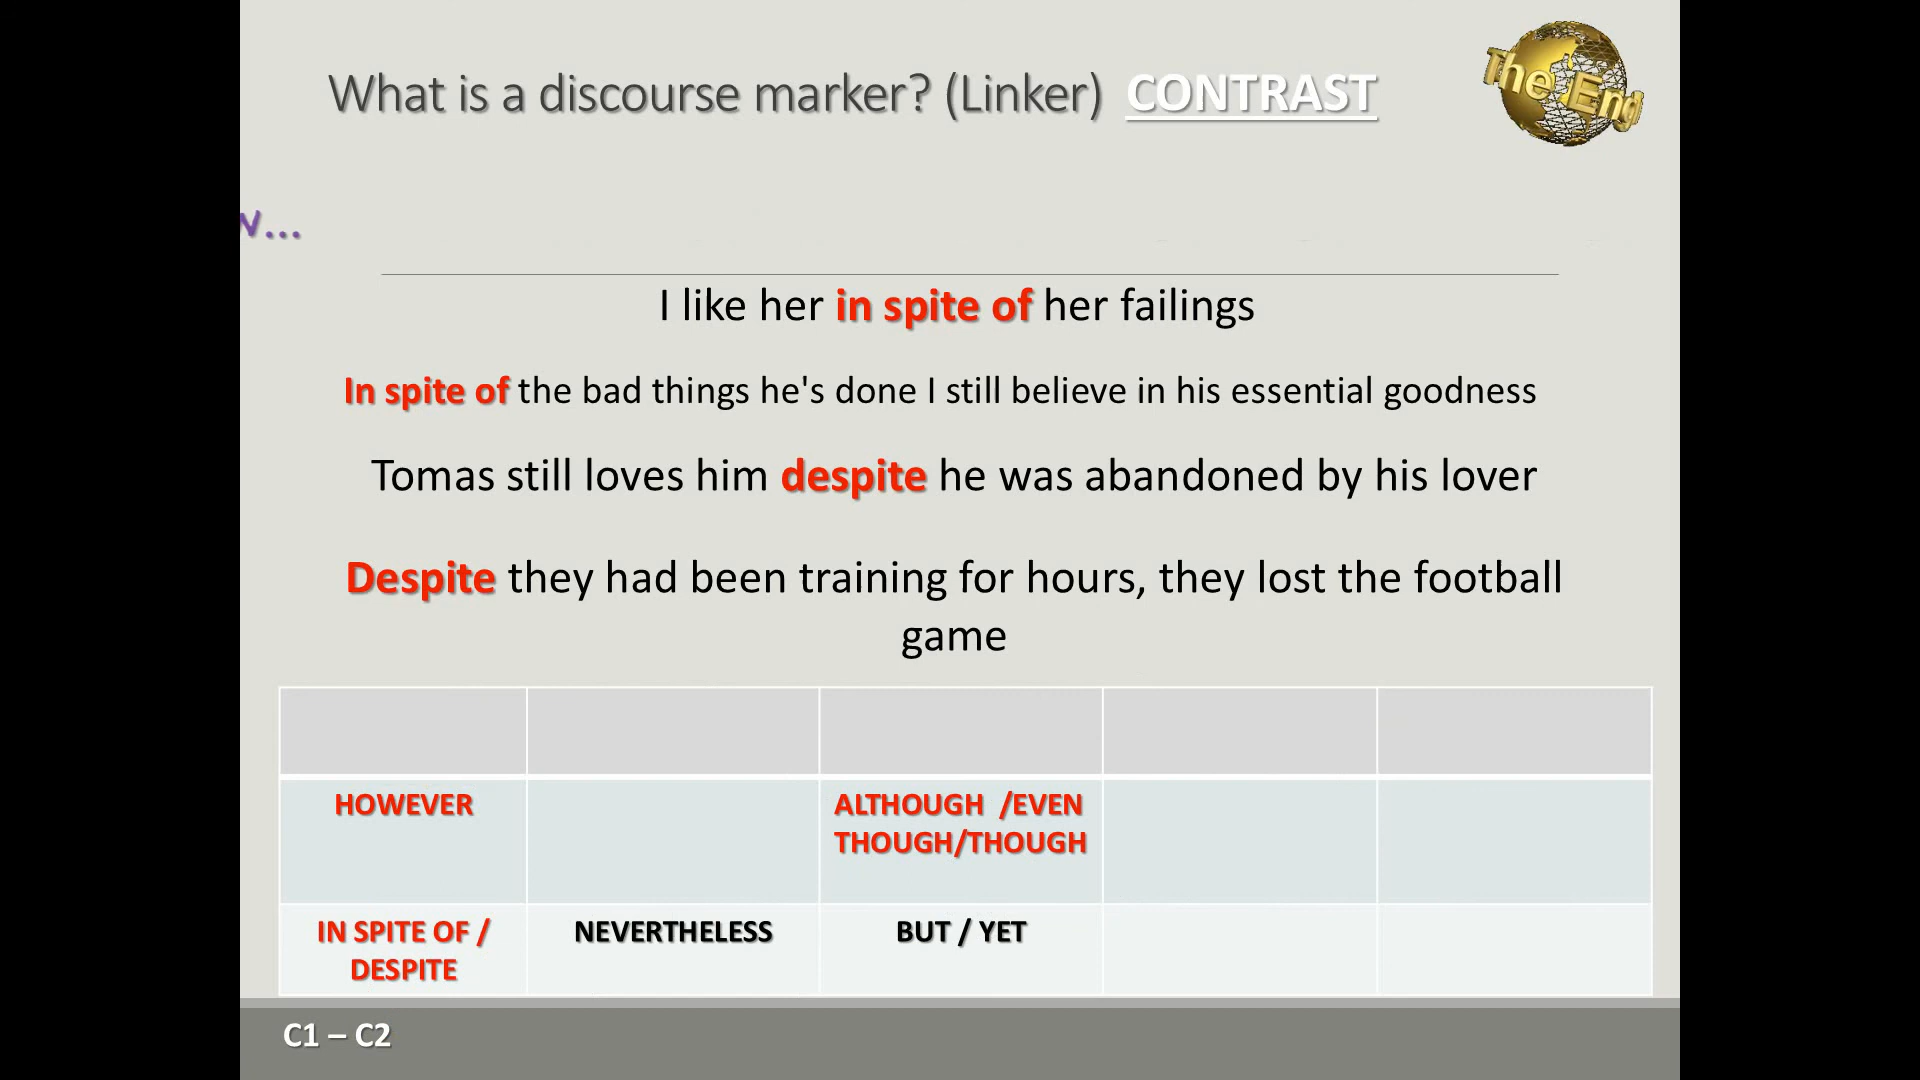 What is a discourse marker? (Linker) CONTRAST
The End
w...
I like her in spite of her failings
In spite of the bad things he's done I still believe in his essential goodness
Tomas still loves him despite he was abandoned by his lover
Despite they had been training for hours, they lost the football
game
HOWEVER
ALTHOUGH /EVEN
THOUGH/THOUGH
IN SPITE OF /
DESPITE
NEVERTHELESS
BUT / YET
C1 – C2